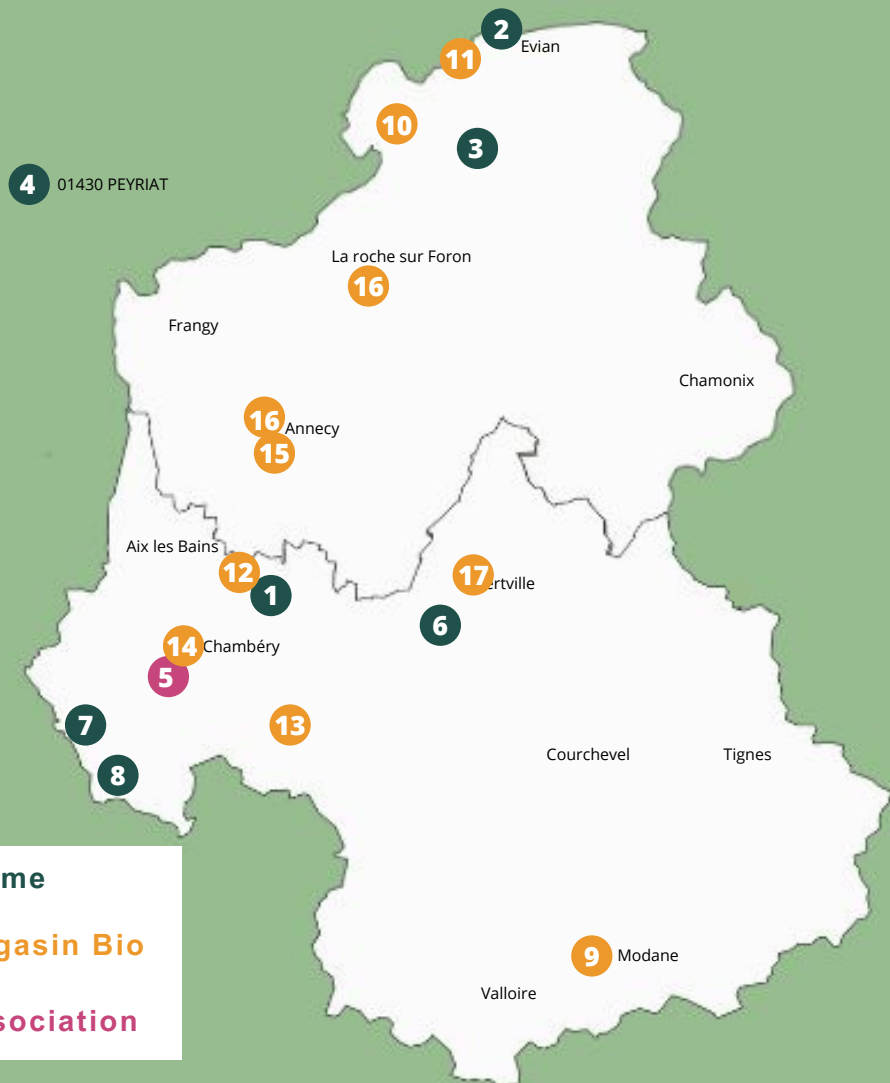 2
Evian
11
10
3
4 01430 PEYRIAT
La roche sur Foron
16
Frangy
Chamonix
16
Annecy
15
Aix les Bains
12
1
17 ertville
6
14 Chambéry
5
7
13
8
Courchevel
Tignes
me
gasin Bio
sociation
9 Modane
Valloire